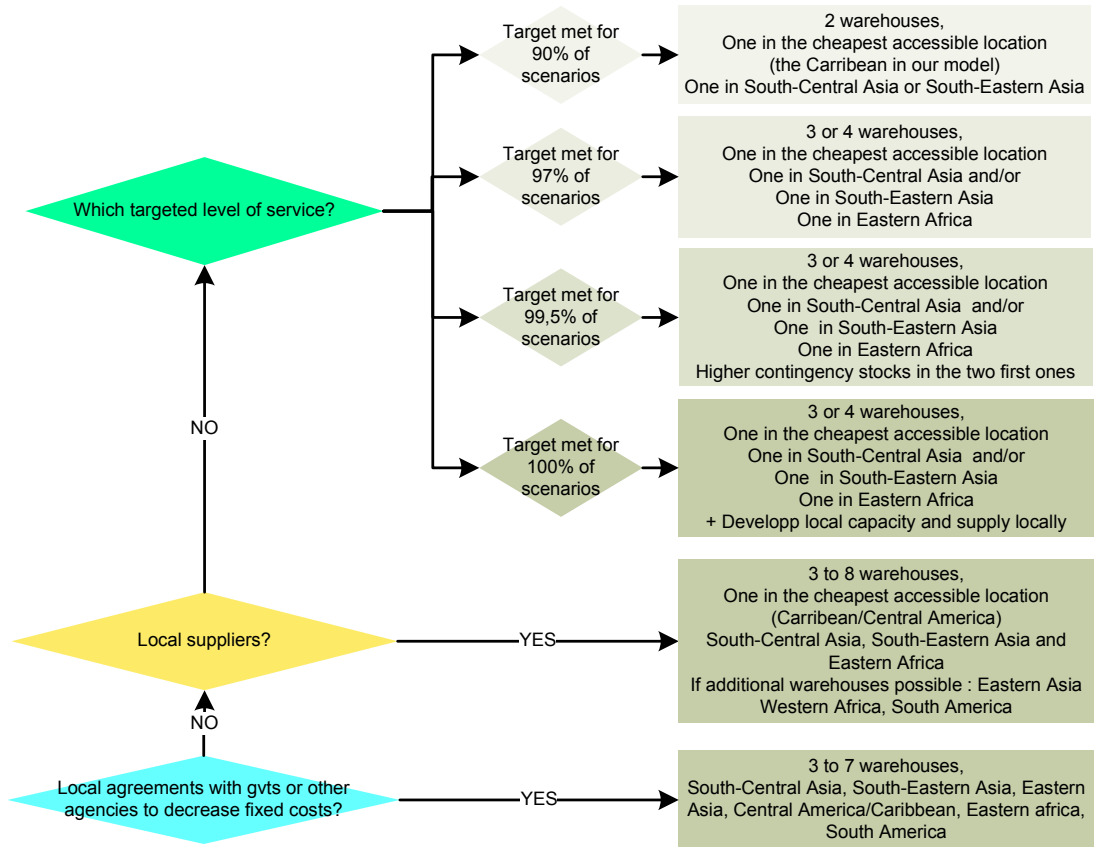 Target met for
90% of
scenarios
2 warehouses,
One in the cheapest accessible location
(the Carribean in our model)
One in South-Central Asia or South-Eastern Asia
Target met for
97% of
scenarios
3 or 4 warehouses,
One in the cheapest accessible location
One in South-Central Asia and/or
One in South-Eastern Asia
One in Eastern Africa
Which targeted level of service?
Target met for
99,5% of
scenarios
3 or 4 warehouses,
One in the cheapest accessible location
One in South-Central Asia and/or
One in South-Eastern Asia
One in Eastern Africa
Higher contingency stocks in the two first ones
NO
Target met for
100% of
scenarios
3 or 4 warehouses,
One in the cheapest accessible location
One in South-Central Asia and/or
One in South-Eastern Asia
One in Eastern Africa
+ Developp local capacity and supply locally
Local suppliers?
YES
3 to 8 warehouses,
One in the cheapest accessible location
(Carribean/Central America)
South-Central Asia, South-Eastern Asia and
Eastern Africa
If additional warehouses possible : Eastern Asia
Western Africa, South America
NO
Local agreements with gvts or other
agencies to decrease fixed costs?
YES
3 to 7 warehouses,
South-Central Asia, South-Eastern Asia, Eastern
Asia, Central America/Caribbean, Eastern africa,
South America